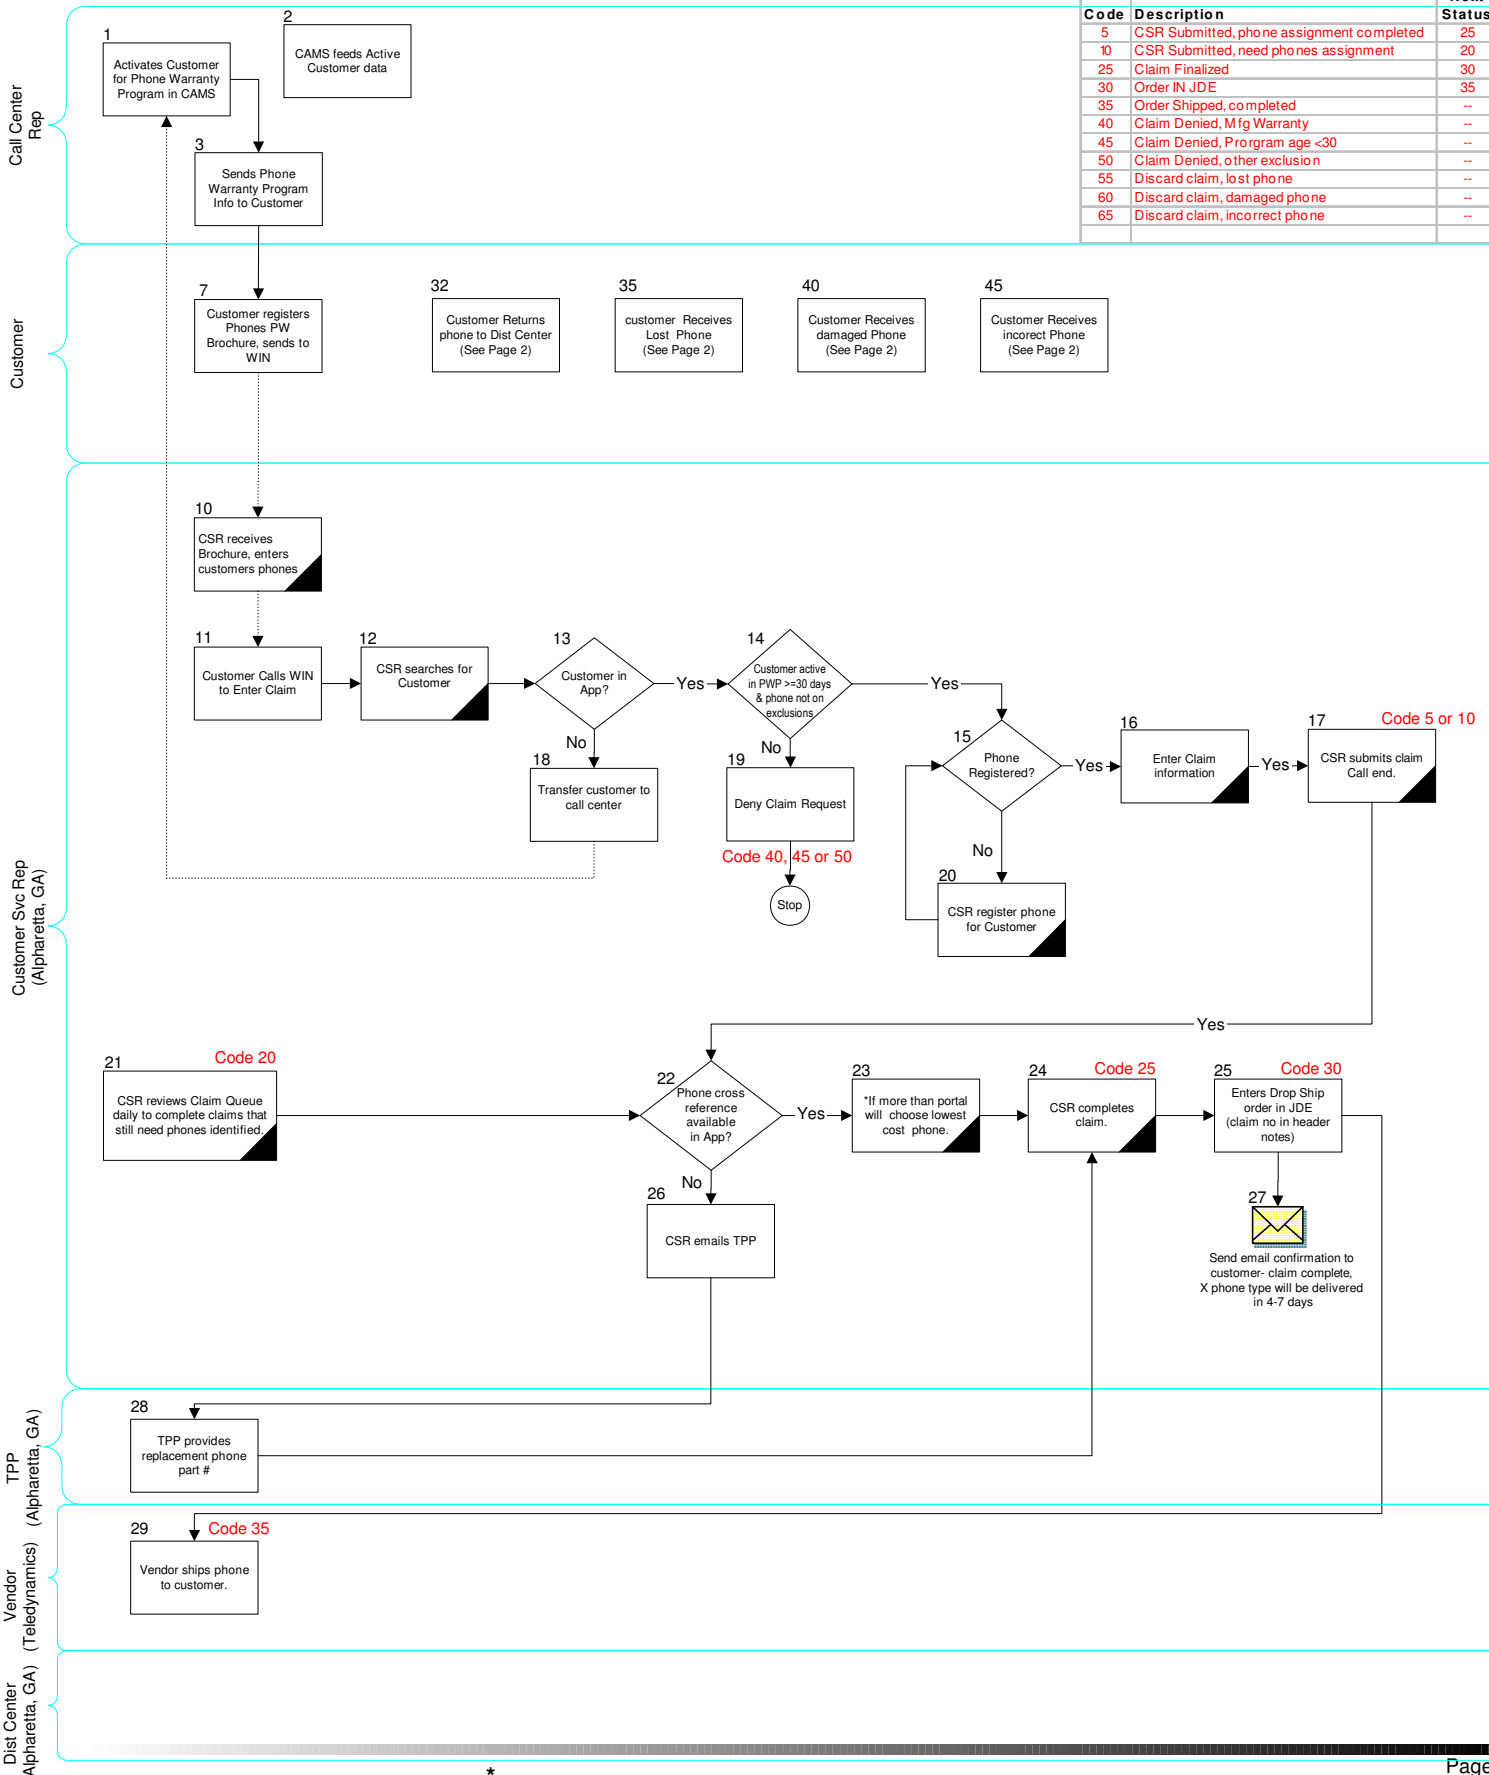 Code Description Status
5 CSR Submitted, phone assignment completed 25
10 CSR Submitted, need phones assignment 20
25 Claim Finalized 30
30 Order IN JDE 35
35 Order Shipped, completed --
40 Claim Denied, Mfg Warranty --
45 Claim Denied, Prorgram age <30 --
50 Claim Denied, other exclusion --
55 Discard claim, lost phone --
60 Discard claim, damaged phone --
65 Discard claim, incorrect phone --
Call Center
Rep
1
Activates Customer
for Phone Warranty
Program in CAMS
2
CAMS feeds Active
Customer data
3
Sends Phone
Warranty Program
Info to Customer
Customer
7
Customer registers
Phones PW
Brochure, sends to
WIN
32
Customer Returns
phone to Dist Center
(See Page 2)
35
customer Receives
Lost Phone
(See Page 2)
40
Customer Receives
damaged Phone
(See Page 2)
45
Customer Receives
incorect Phone
(See Page 2)
Customer Svc Rep
(Alpharetta, GA)
10
CSR receives
Brochure, enters
customers phones
11
Customer Calls WIN
to Enter Claim
12
CSR searches for
Customer
13
Customer in
App?
Yes
No
14
Customer active
in PWP >=30 days
& phone not on
exclusions
Yes
No
15
Phone
Registered?
Yes
No
16
Enter Claim
information
Yes
17
Code 5 or 10
CSR submits claim
Call end.
18
Transfer customer to
call center
19
Deny Claim Request
Code 40, 45 or 50
Stop
20
CSR register phone
for Customer
Yes
21
Code 20
CSR reviews Claim Queue
daily to complete claims that
still need phones identified.
22
Phone cross
reference
available
in App?
Yes
No
23
*If more than portal
will choose lowest
cost phone.
24
Code 25
CSR completes
claim.
25
Code 30
Enters Drop Ship
order in JDE
(claim no in header
notes)
26
CSR emails TPP
27
Send email confirmation to
customer- claim complete,
X phone type will be delivered
in 4-7 days
TPP
(Alpharetta, GA)
28
TPP provides
replacement phone
part #
Vendor
(Teledynamics)
29
Code 35
Vendor ships phone
to customer.
Dist Center
Alpharetta, GA)
*
Page